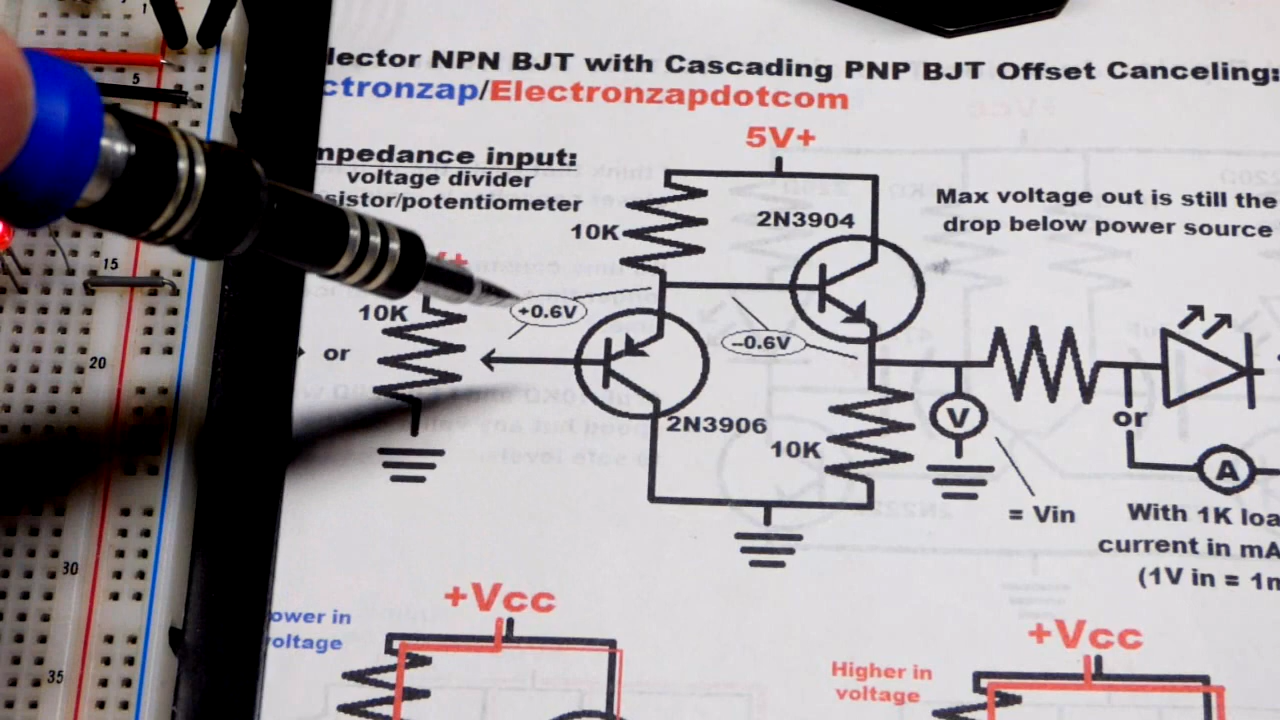 lector NPN BJT with Cascading PNP BJT Offset Canceling:
ctronzap/Electronzapdotcom
5V+
mpedance input:
voltage divider
sistor/potentiometer
Max voltage out is still the
drop below power source
2N3904
10K
+0.6V
10K
or
–0.6V
2N3906
10K
V
or
A
= Vin
With 1K loa
current in mA
(1V in = 1m
+Vcc
ower in
oltage
+Vcc
Higher in
voltage
1
5
15
20
30
35